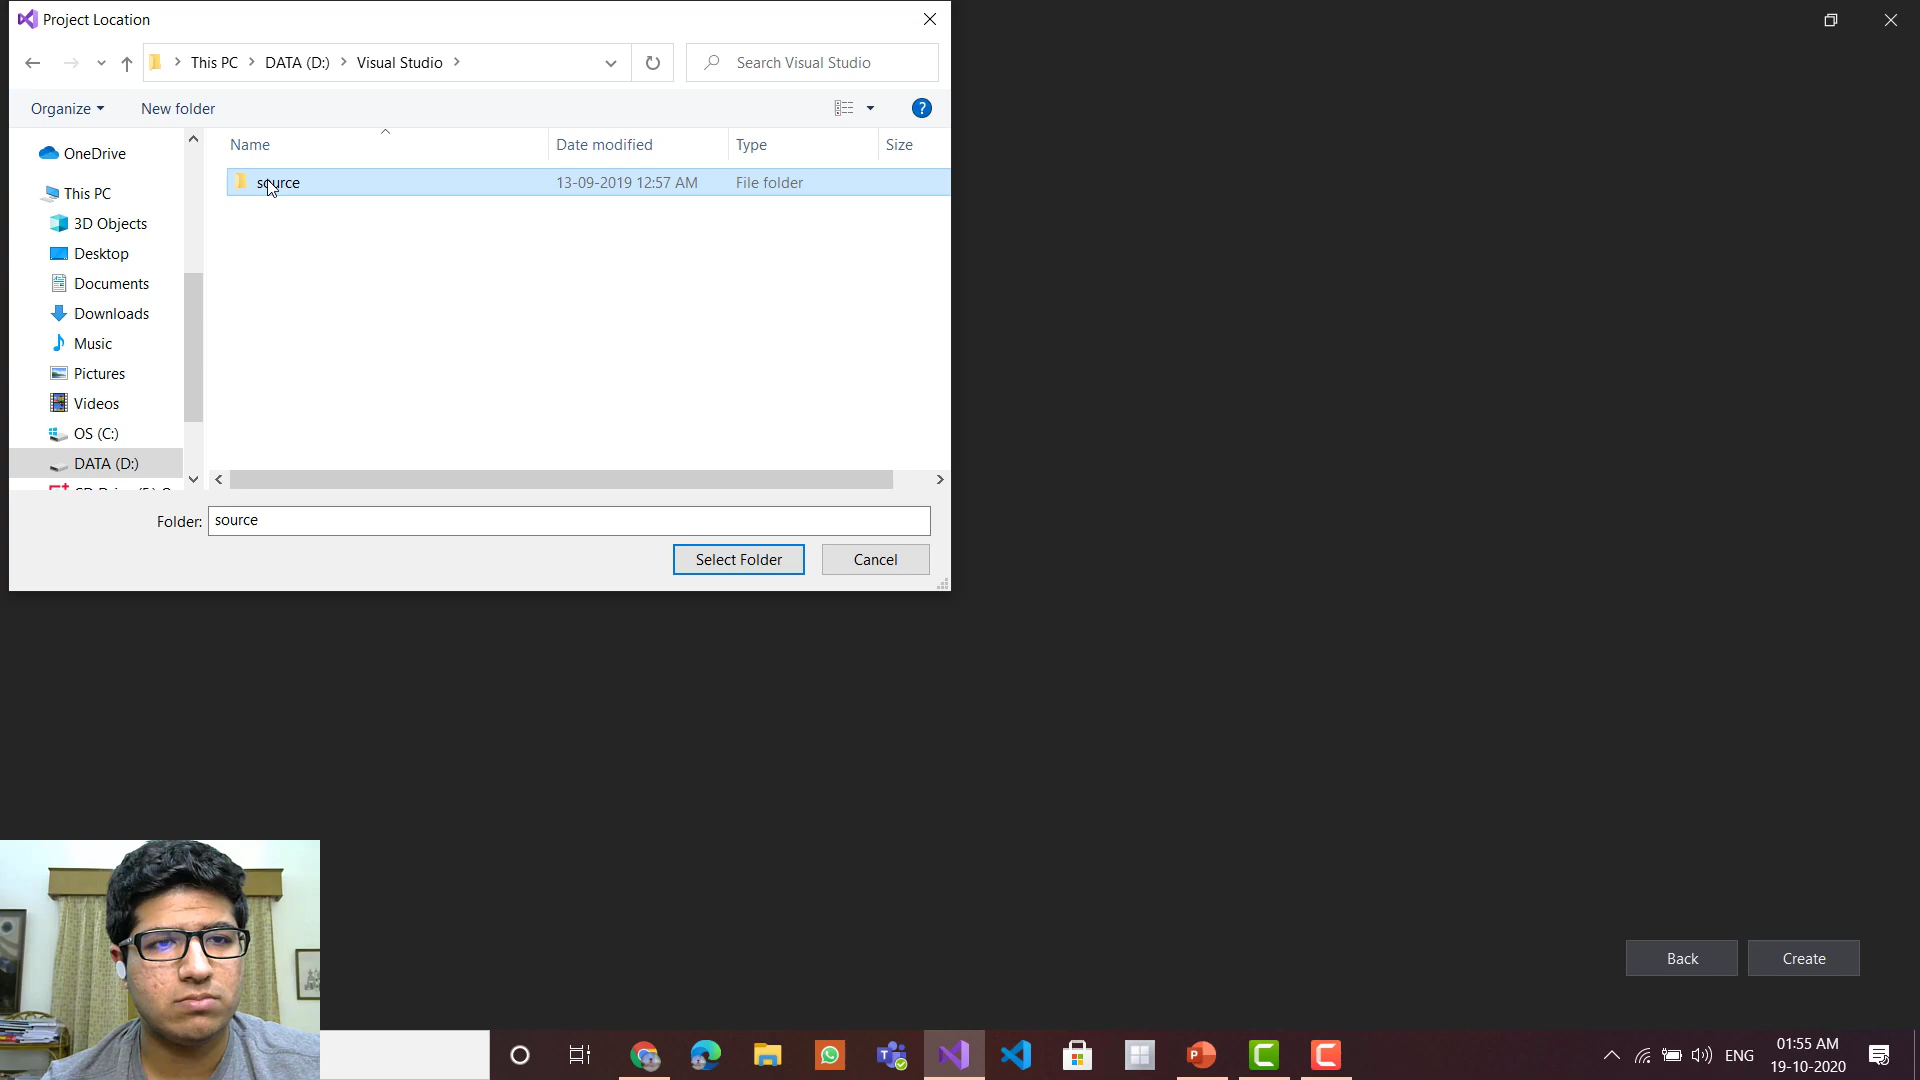 Project Location
This PC > DATA (D:) > Visual Studio >
Search Visual Studio
Organize
New folder
?
Name
Date modified
Type
Size
OneDrive
This PC
3D Objects
Desktop
Documents
Downloads
Music
Pictures
Videos
OS (C:)
DATA (D:)
source
13-09-2019 12:57 AM
File folder
Folder:
source
Select Folder
Cancel
Back
Create
ENG
01:55 AM
19-10-2020